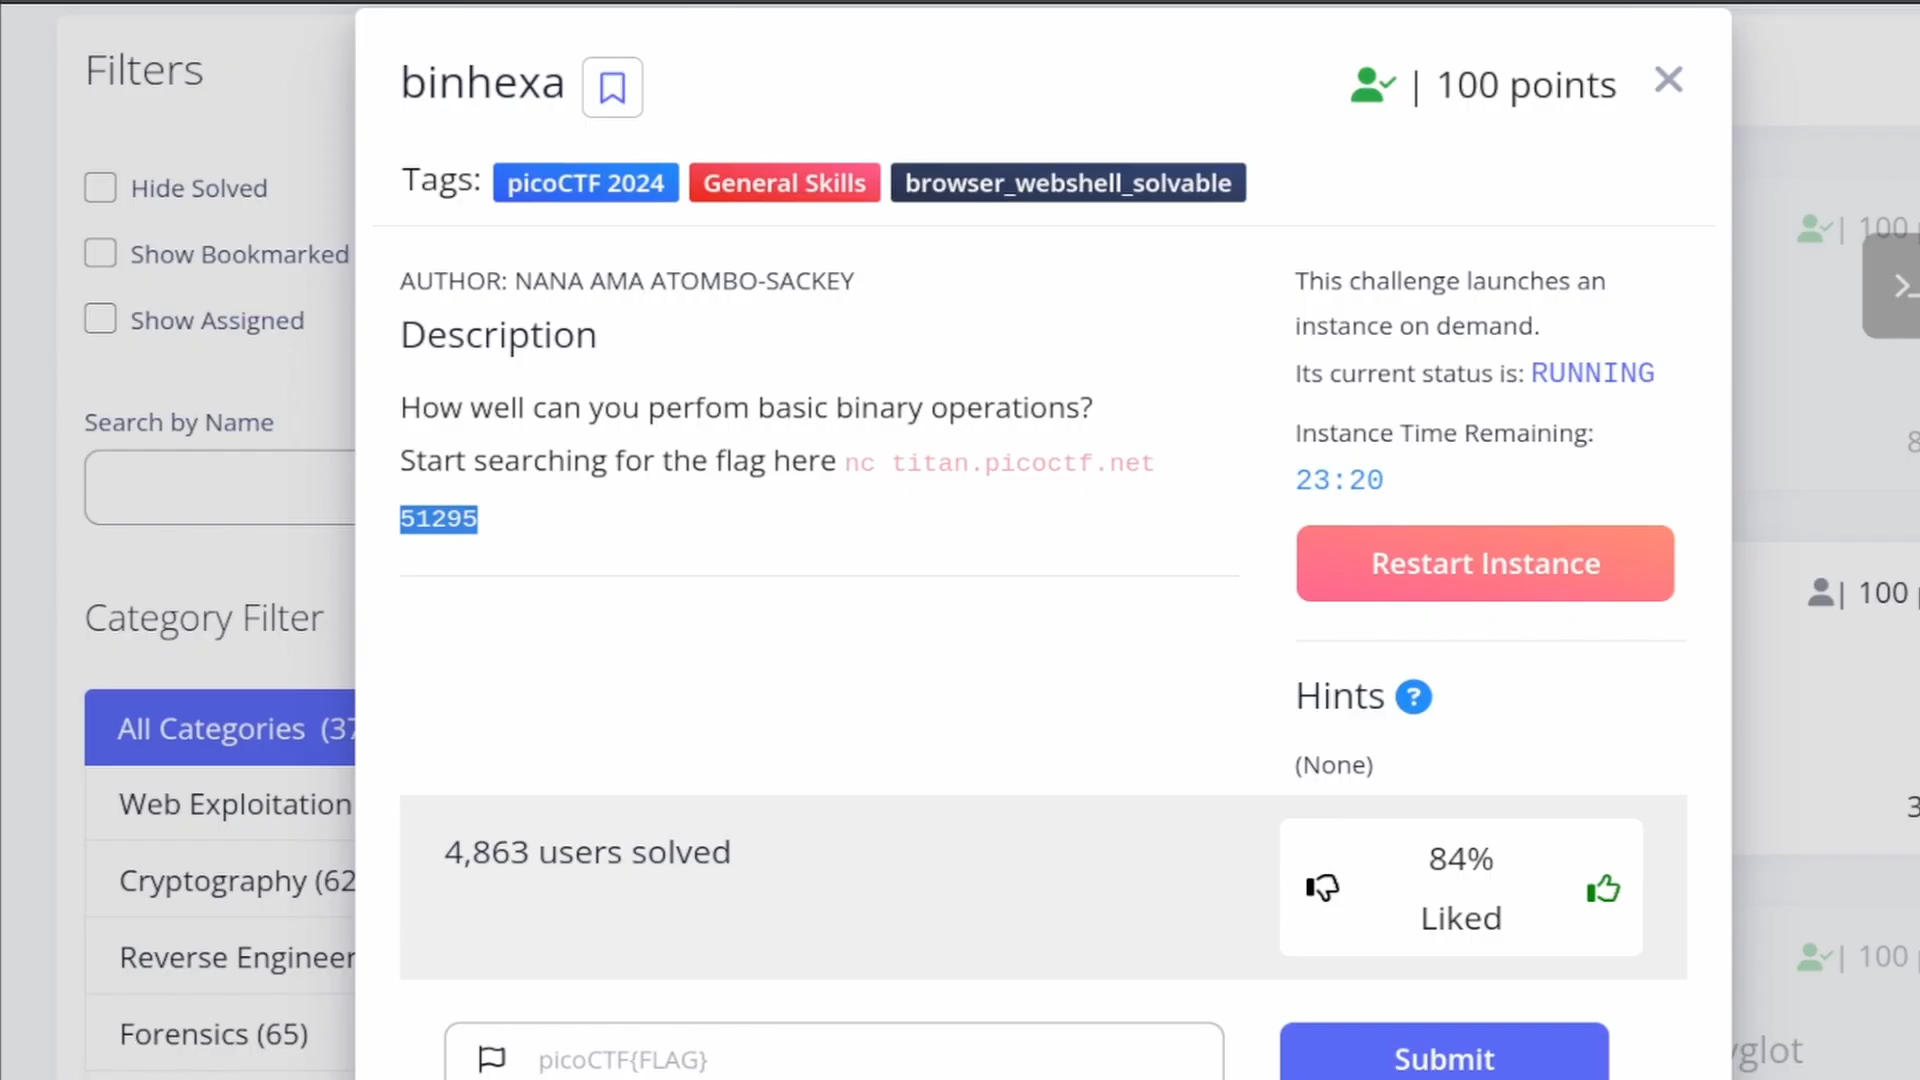 Filters
Hide Solved
Show Bookmarked
Show Assigned
Search by Name
Category Filter
All Categories (37
Web Exploitation
Cryptography (62
Reverse Engineer
Forensics (65)
binhexa
| 100 points
Tags: picoCTF 2024 General Skills browser_webshell_solvable
AUTHOR: NANA AMA ATOMBO-SACKEY
Description
How well can you perfom basic binary operations?
Start searching for the flag here nc titan.picoctf.net
51295
This challenge launches an
instance on demand.
Its current status is: RUNNING
Instance Time Remaining:
23:20
Restart Instance
Hints ?
(None)
4,863 users solved
84%
Liked
picoCTF{FLAG}
Submit
| 100
>_
| 100
3
| 100
yglot